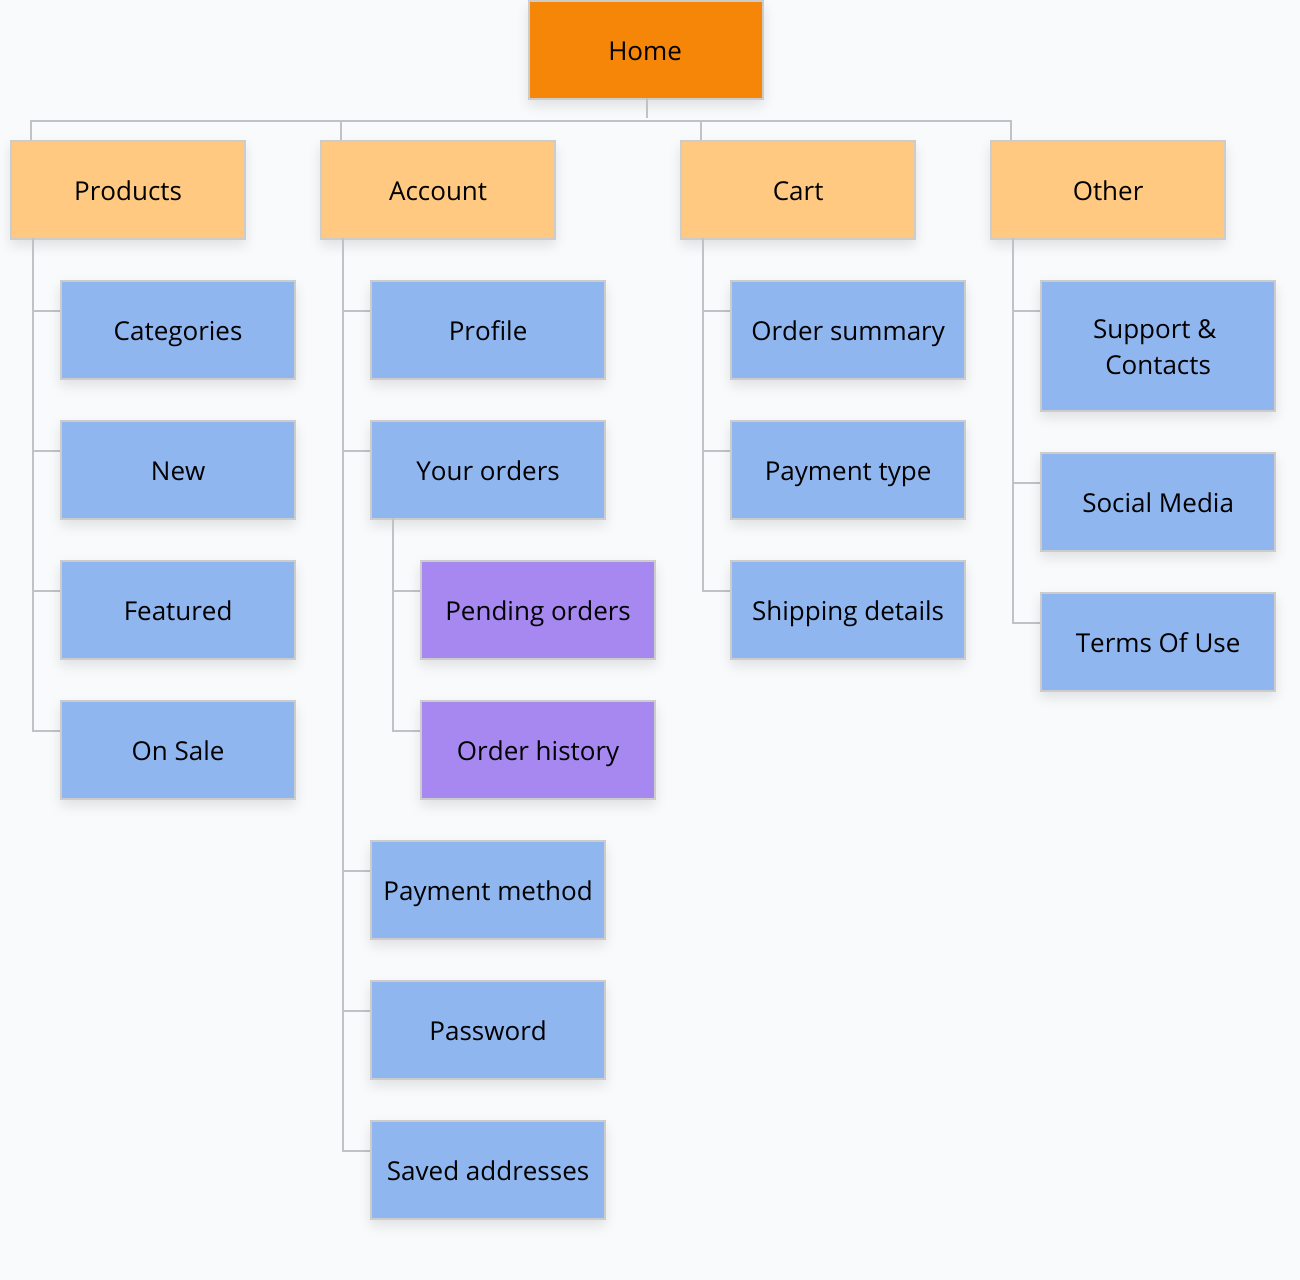 Home
Products
Account
Cart
Other
Categories
New
Featured
On Sale
Profile
Your orders
Pending orders
Order history
Payment method
Password
Saved addresses
Order summary
Payment type
Shipping details
Support &
Contacts
Social Media
Terms Of Use